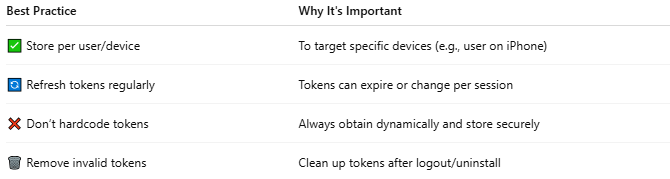 Best Practice Why It's Important
✅ Store per user/device To target specific devices (e.g., user on iPhone)
🔄 Refresh tokens regularly Tokens can expire or change per session
❌ Don't hardcode tokens Always obtain dynamically and store securely
🗑️ Remove invalid tokens Clean up tokens after logout/uninstall